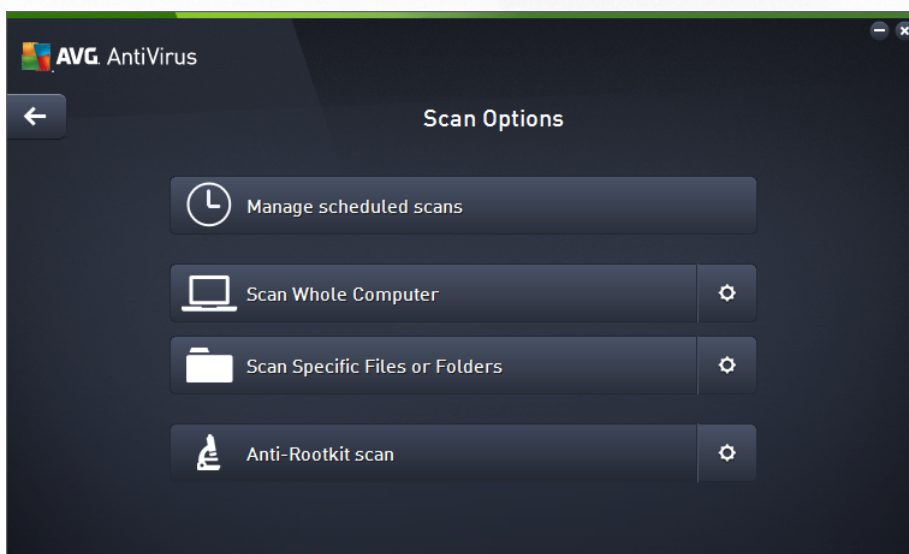 AVG AntiVirus
Scan Options
Manage scheduled scans
Scan Whole Computer
Scan Specific Files or Folders
Anti-Rootkit scan